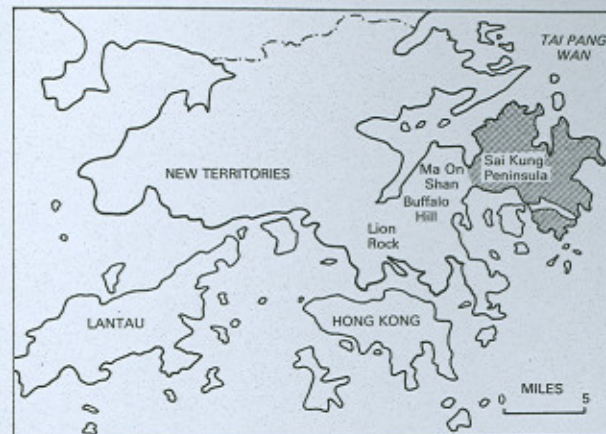 TAI PANG
WAN
NEW TERRITORIES
Ma On
Shan
Sai Kung
Peninsula
Buffalo
Hill
Lion
Rock
LANTAU
HONG KONG
MILES
0 5